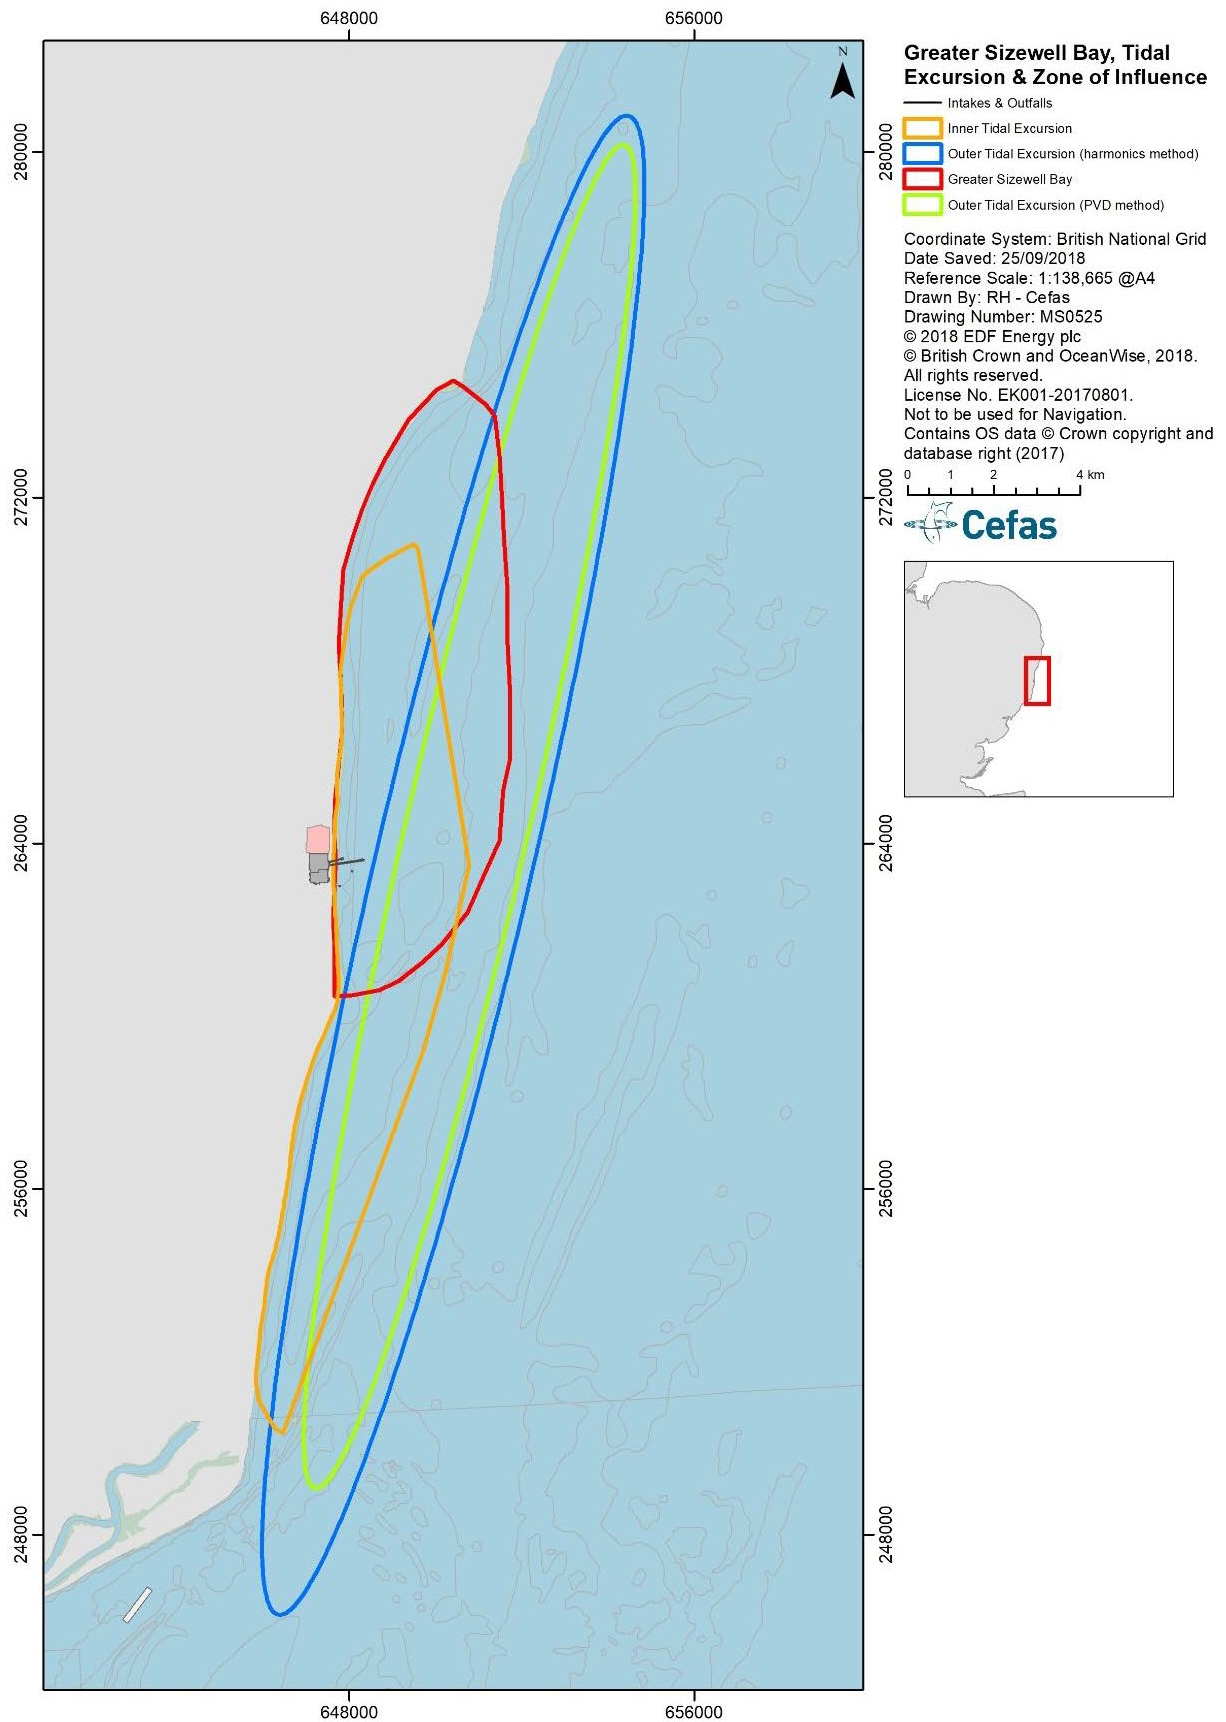 648000
656000
N
Greater Sizewell Bay, Tidal
Excursion & Zone of Influence
Intakes & Outfalls
Inner Tidal Excursion
Outer Tidal Excursion (harmonics method)
Greater Sizewell Bay
Outer Tidal Excursion (PVD method)
Coordinate System: British National Grid
Date Saved: 25/09/2018
Reference Scale: 1:138,665 @A4
Drawn By: RH - Cefas
Drawing Number: MS0525
© 2018 EDF Energy plc
© British Crown and OceanWise, 2018.
All rights reserved.
License No. EK001-20170801.
Not to be used for Navigation.
Contains OS data © Crown copyright and
database right (2017)
0 1 2 4 km
Cefas
280000
280000
272000
272000
264000
264000
256000
256000
248000
248000
648000
656000